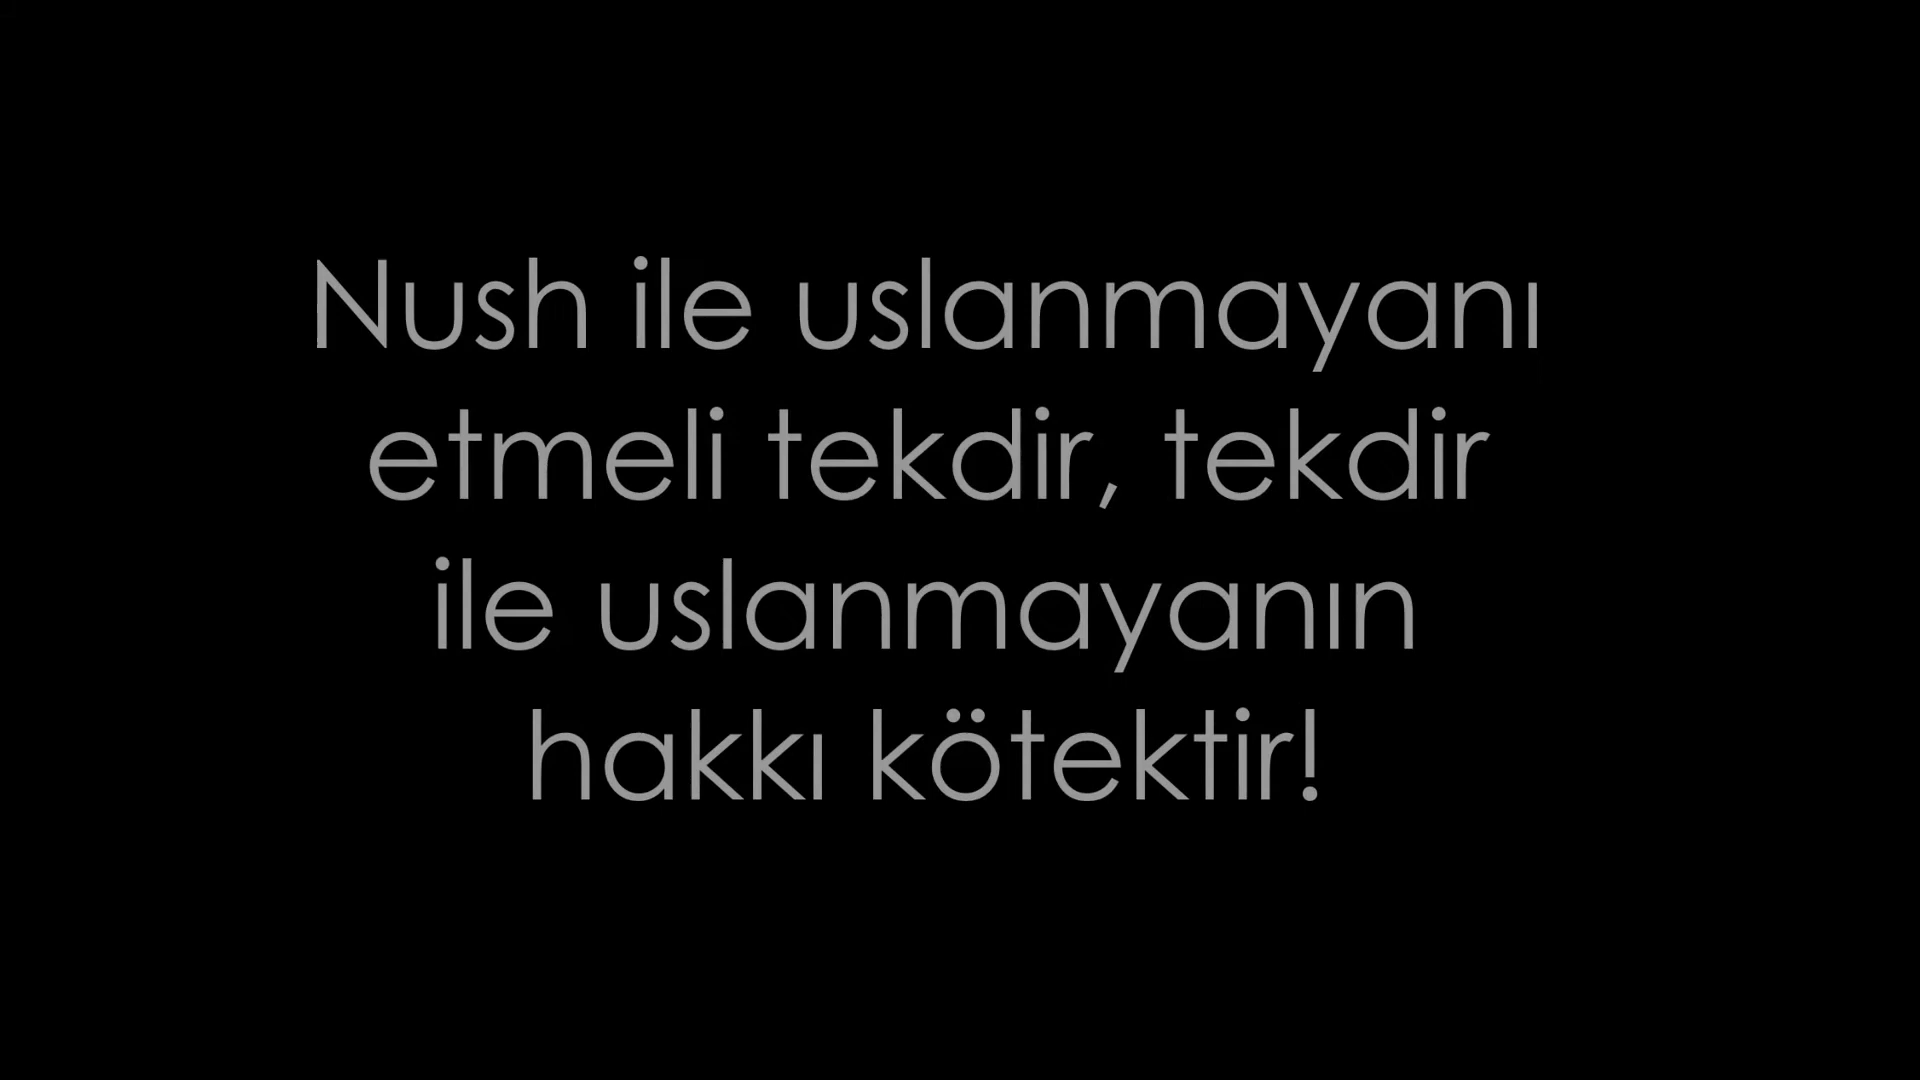 Nush ile uslanmayanı
etmeli tekdir, tekdir
ile uslanmayanın
hakkı kötektir!